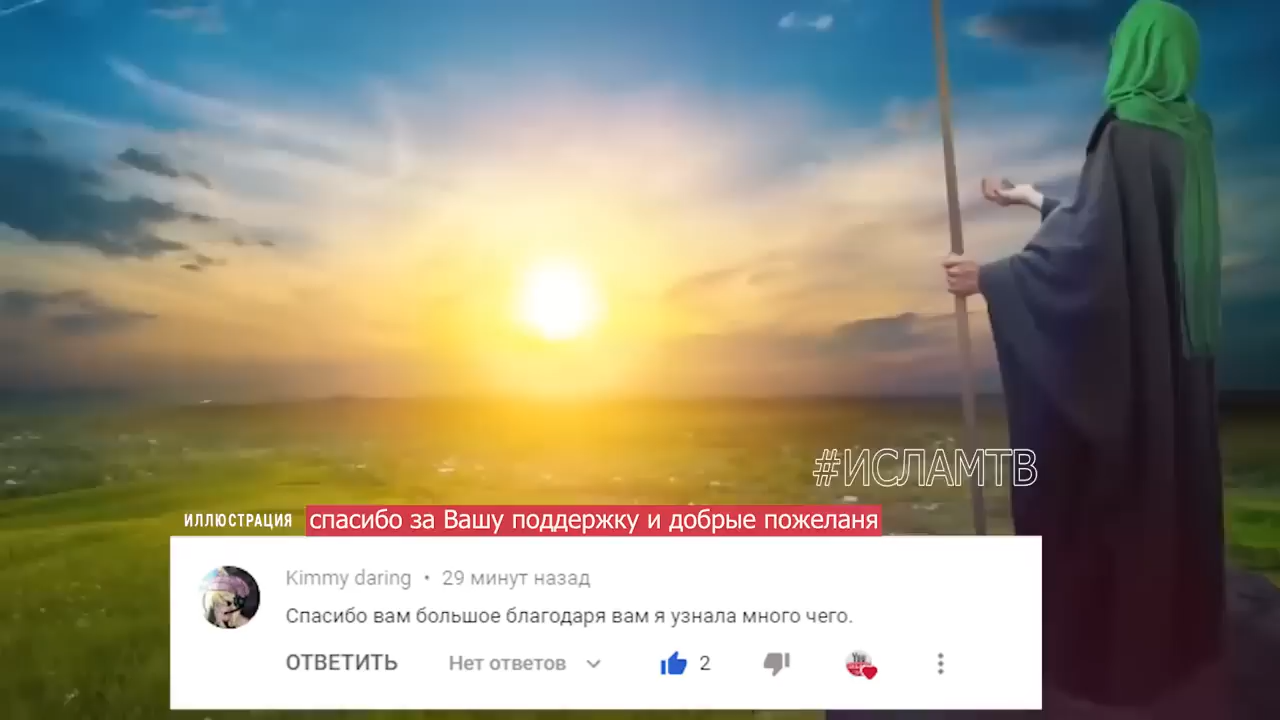 #ИСЛАМТВ
ИЛЛЮСТРАЦИЯ спасибо за Вашу поддержку и добрые пожеланя
Kimmy daring • 29 минут назад
Спасибо вам большое благодаря вам я узнала много чего.
ОТВЕТИТЬ Нет ответов 2